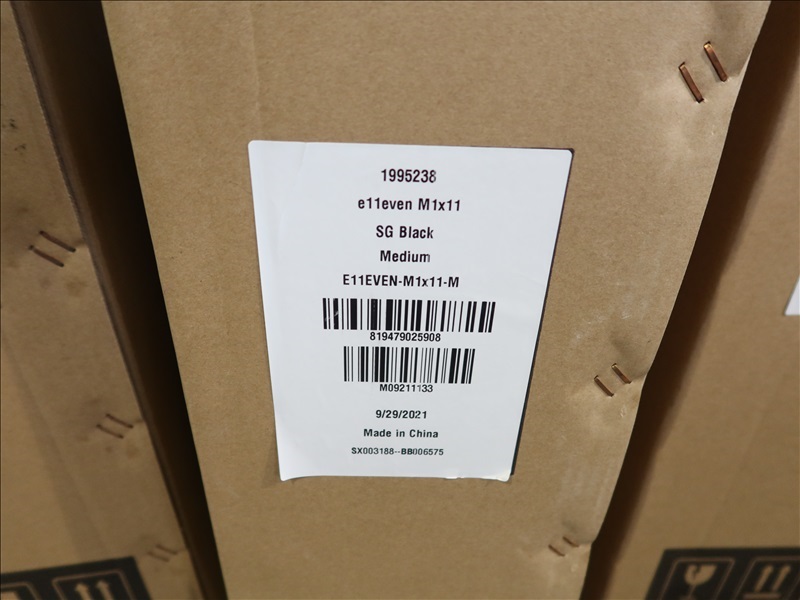 1995238
e11even M1x11
SG Black
Medium
E11EVEN-M1x11-M
819479025908
M09211133
9/29/2021
Made in China
SX003188--BB006575